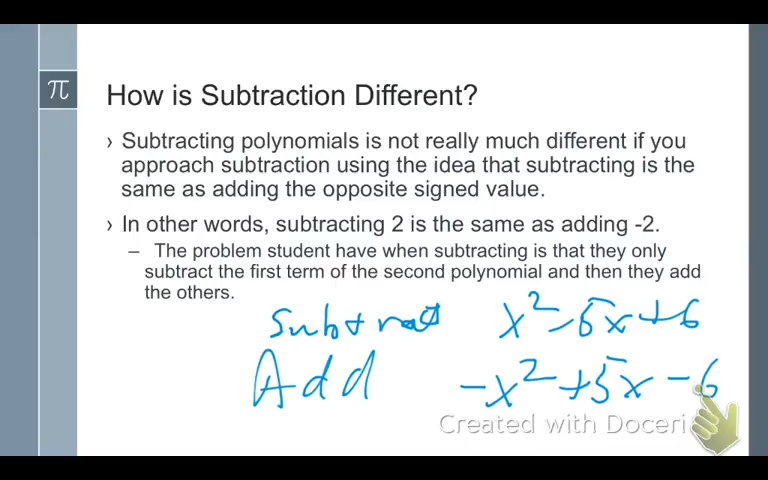 π
How is Subtraction Different?
› Subtracting polynomials is not really much different if you
approach subtraction using the idea that subtracting is the
same as adding the opposite signed value.
› In other words, subtracting 2 is the same as adding -2.
– The problem student have when subtracting is that they only
subtract the first term of the second polynomial and then they add
the others.
Subtract x² - 5x + 6
Add -x² + 5x - 6
Created with Doceri